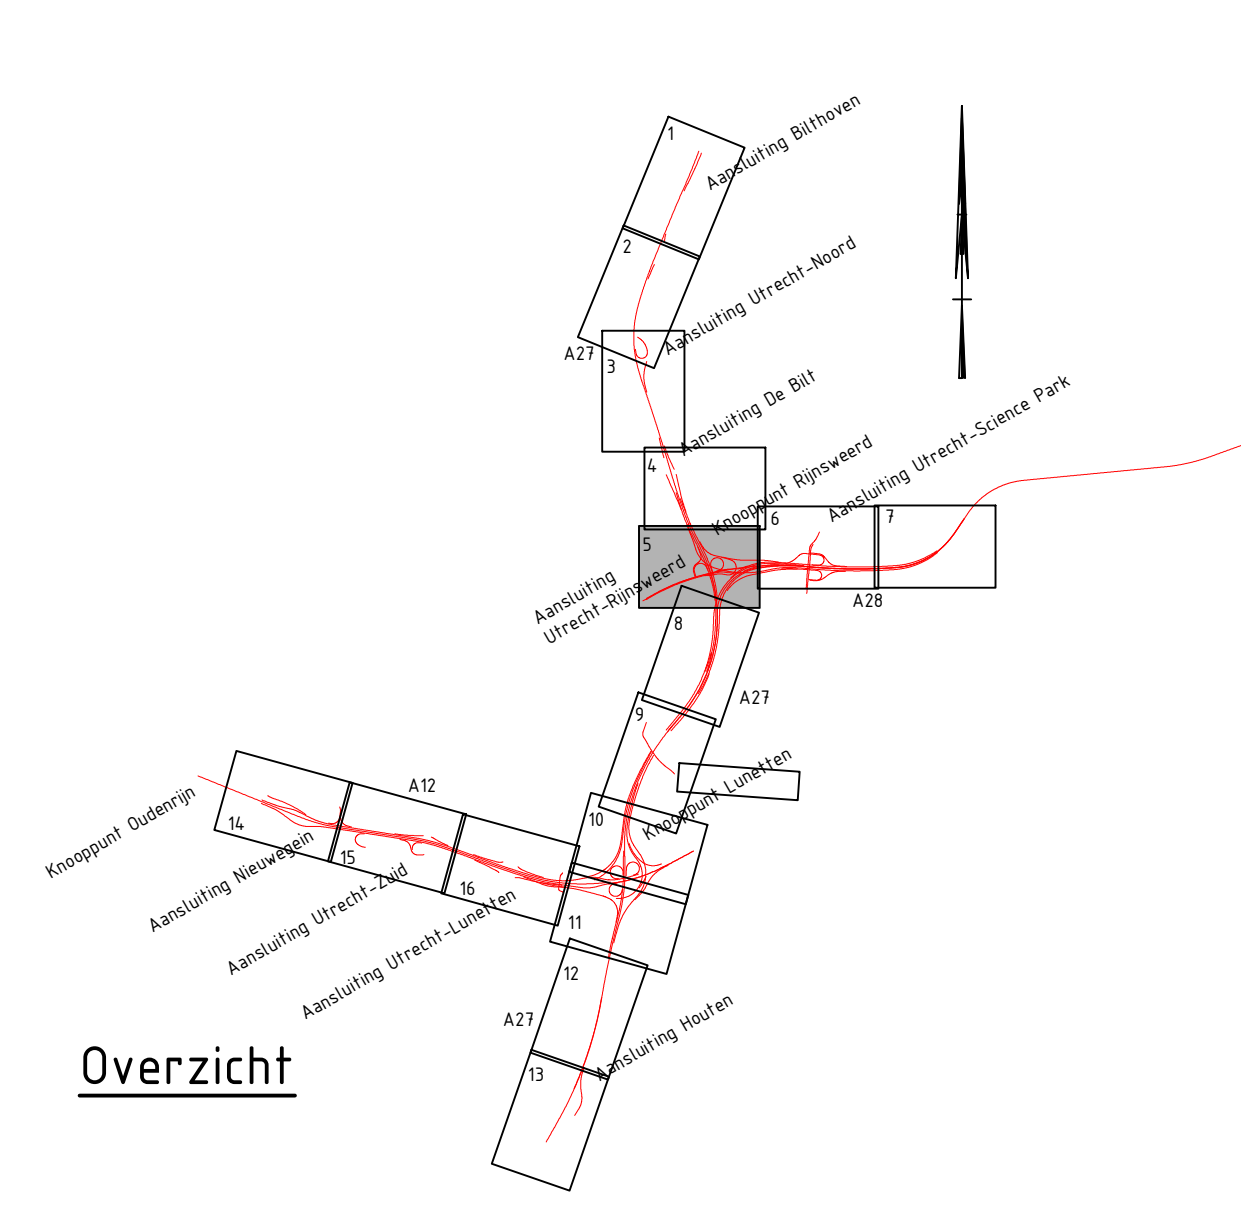 1
Aansluiting Bilthoven
2
Aansluiting Utrecht-Noord
A27
3
Aansluiting De Bilt
4
Knooppunt Rijnsweerd
Aansluiting Utrecht-Science Park
5
6
7
Aansluiting
Utrecht-Rijnsweerd
A28
8
A27
9
Knooppunt Lunetten
10
A12
Knooppunt Oudenrijn
14
Aansluiting Nieuwegein
15
Aansluiting Utrecht-Zuid
16
Aansluiting Utrecht-Lunetten
11
12
A27
Aansluiting Houten
13
Overzicht